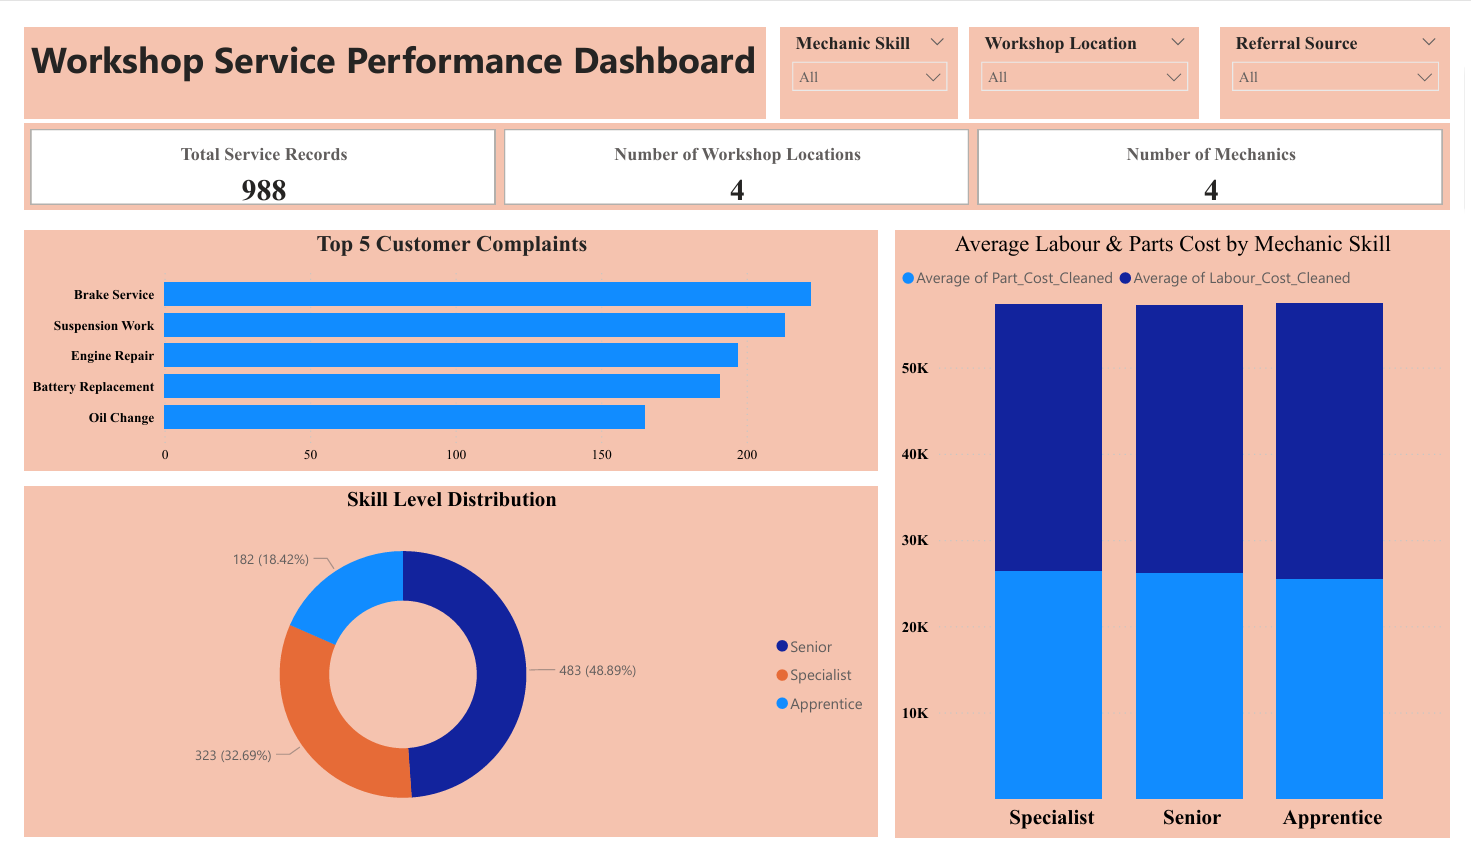 Workshop Service Performance Dashboard
Mechanic Skill
All
Workshop Location
All
Referral Source
All
Total Service Records
988
Number of Workshop Locations
4
Number of Mechanics
4
Top 5 Customer Complaints
Brake Service
Suspension Work
Engine Repair
Battery Replacement
Oil Change
0 50 100 150 200
Skill Level Distribution
182 (18.42%)
483 (48.89%)
323 (32.69%)
Senior
Specialist
Apprentice
Average Labour & Parts Cost by Mechanic Skill
Average of Part_Cost_Cleaned Average of Labour_Cost_Cleaned
50K
40K
30K
20K
10K
Specialist Senior Apprentice